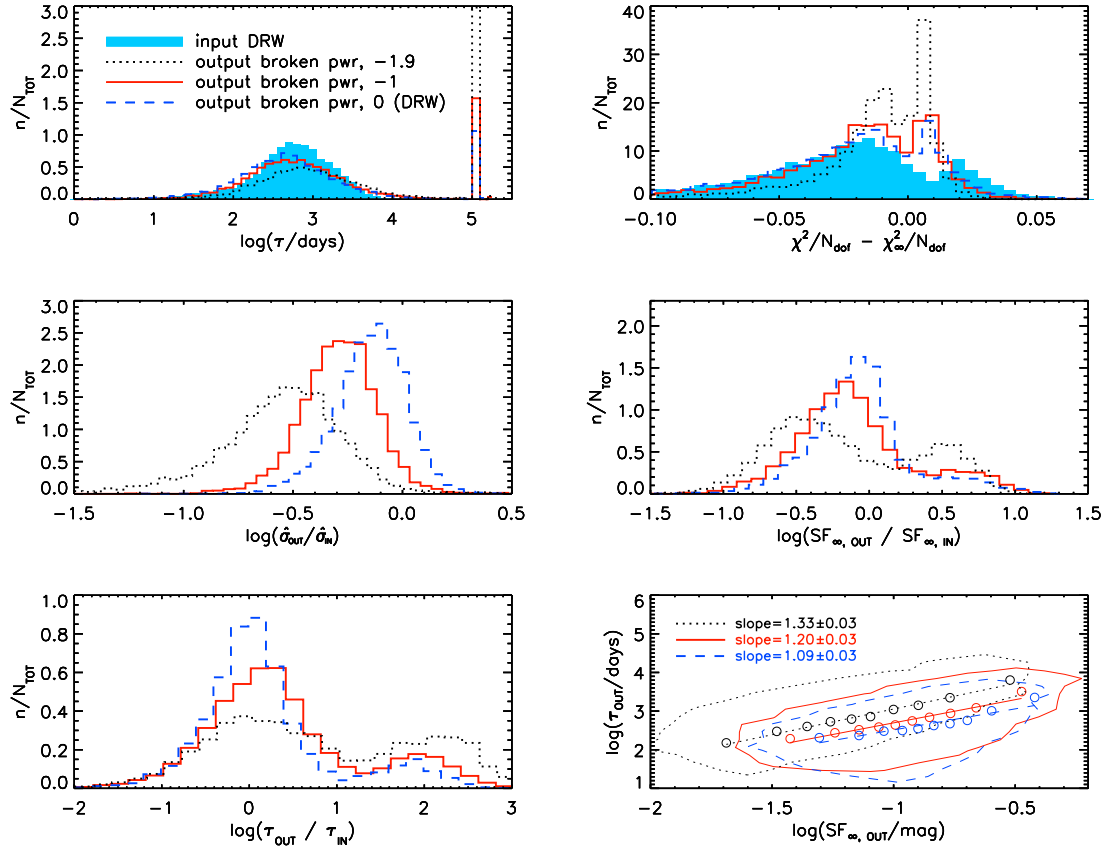 3.0
2.5
2.0
1.5
1.0
0.5
0.0
n/N_TOT
input DRW
output broken pwr, −1.9
output broken pwr, −1
output broken pwr, 0 (DRW)
0 1 2 3 4 5
log(τ/days)
40
30
20
10
0
n/N_TOT
−0.10 −0.05 0.00 0.05
χ²/N_dof − χ²_∞/N_dof
3.0
2.5
2.0
1.5
1.0
0.5
0.0
n/N_TOT
−1.5 −1.0 −0.5 0.0 0.5
log(σ̂_OUT/σ̂_IN)
2.0
1.5
1.0
0.5
0.0
n/N_TOT
−1.5 −1.0 −0.5 0.0 0.5 1.0 1.5
log(SF_∞, OUT / SF_∞, IN)
1.0
0.8
0.6
0.4
0.2
0.0
n/N_TOT
−2 −1 0 1 2 3
log(τ_OUT / τ_IN)
6
5
4
3
2
1
log(τ_OUT/days)
slope=1.33±0.03
slope=1.20±0.03
slope=1.09±0.03
−2 −1.5 −1 −0.5
log(SF_∞, OUT/mag)